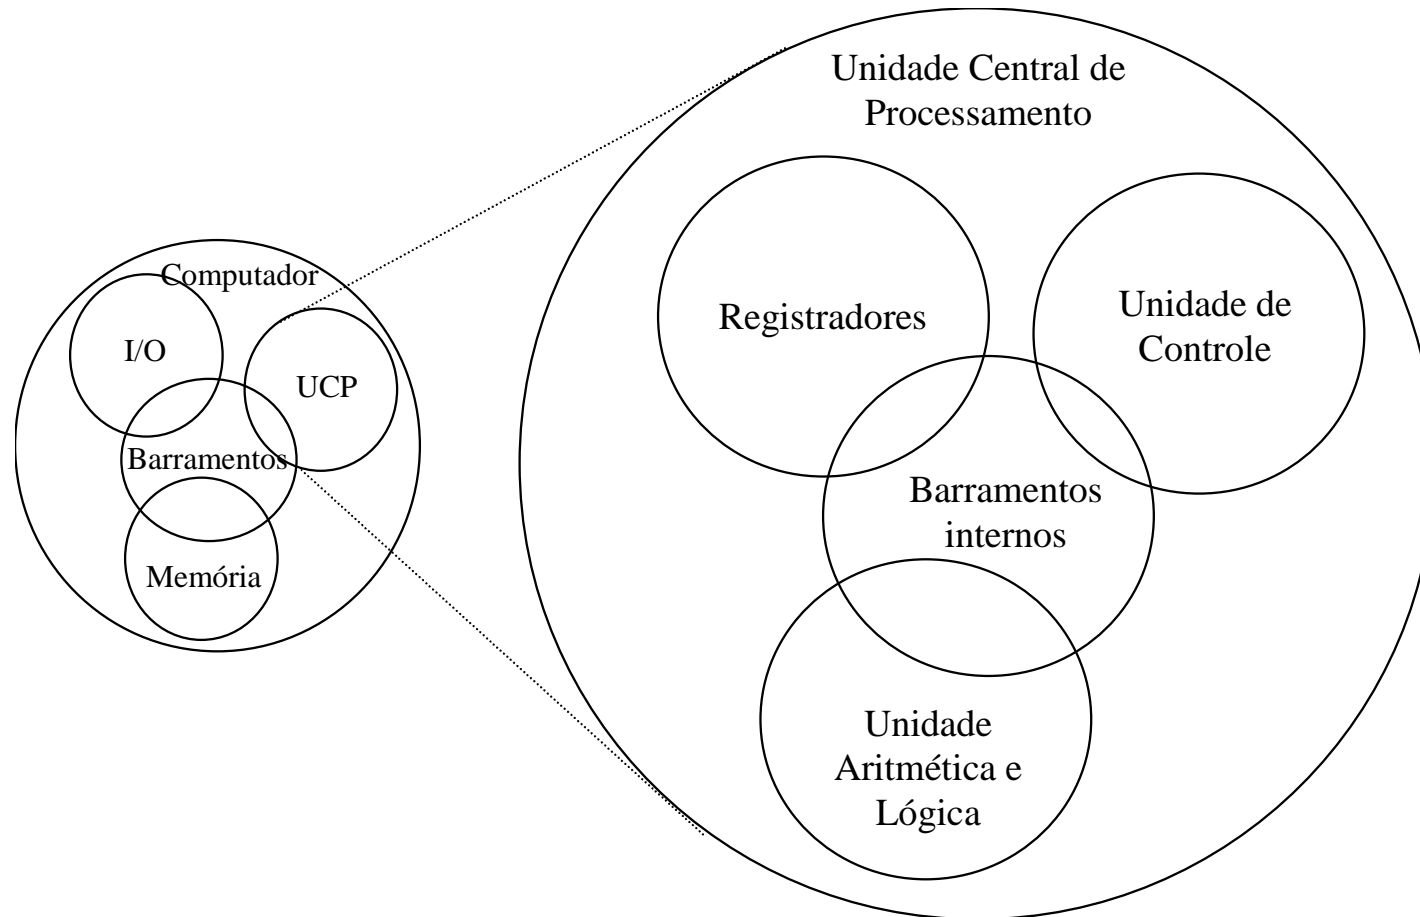 Unidade Central de
Processamento
Computador
I/O
UCP
Barramentos
Memória
Registradores
Unidade de
Controle
Barramentos
internos
Unidade
Aritmética e
Lógica